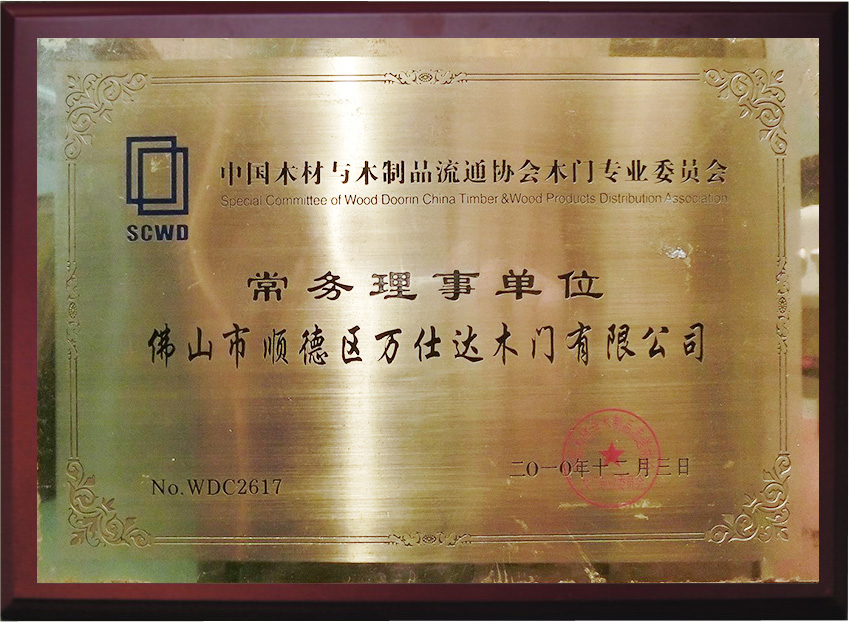 中国木材与木制品流通协会木门专业委员会
Special Committee of Wood Doorin China Timber &Wood Products Distribution Association
SCWD
常务理事单位
佛山市顺德区万仕达木门有限公司
二〇一〇年十二月三日
No.WDC2617